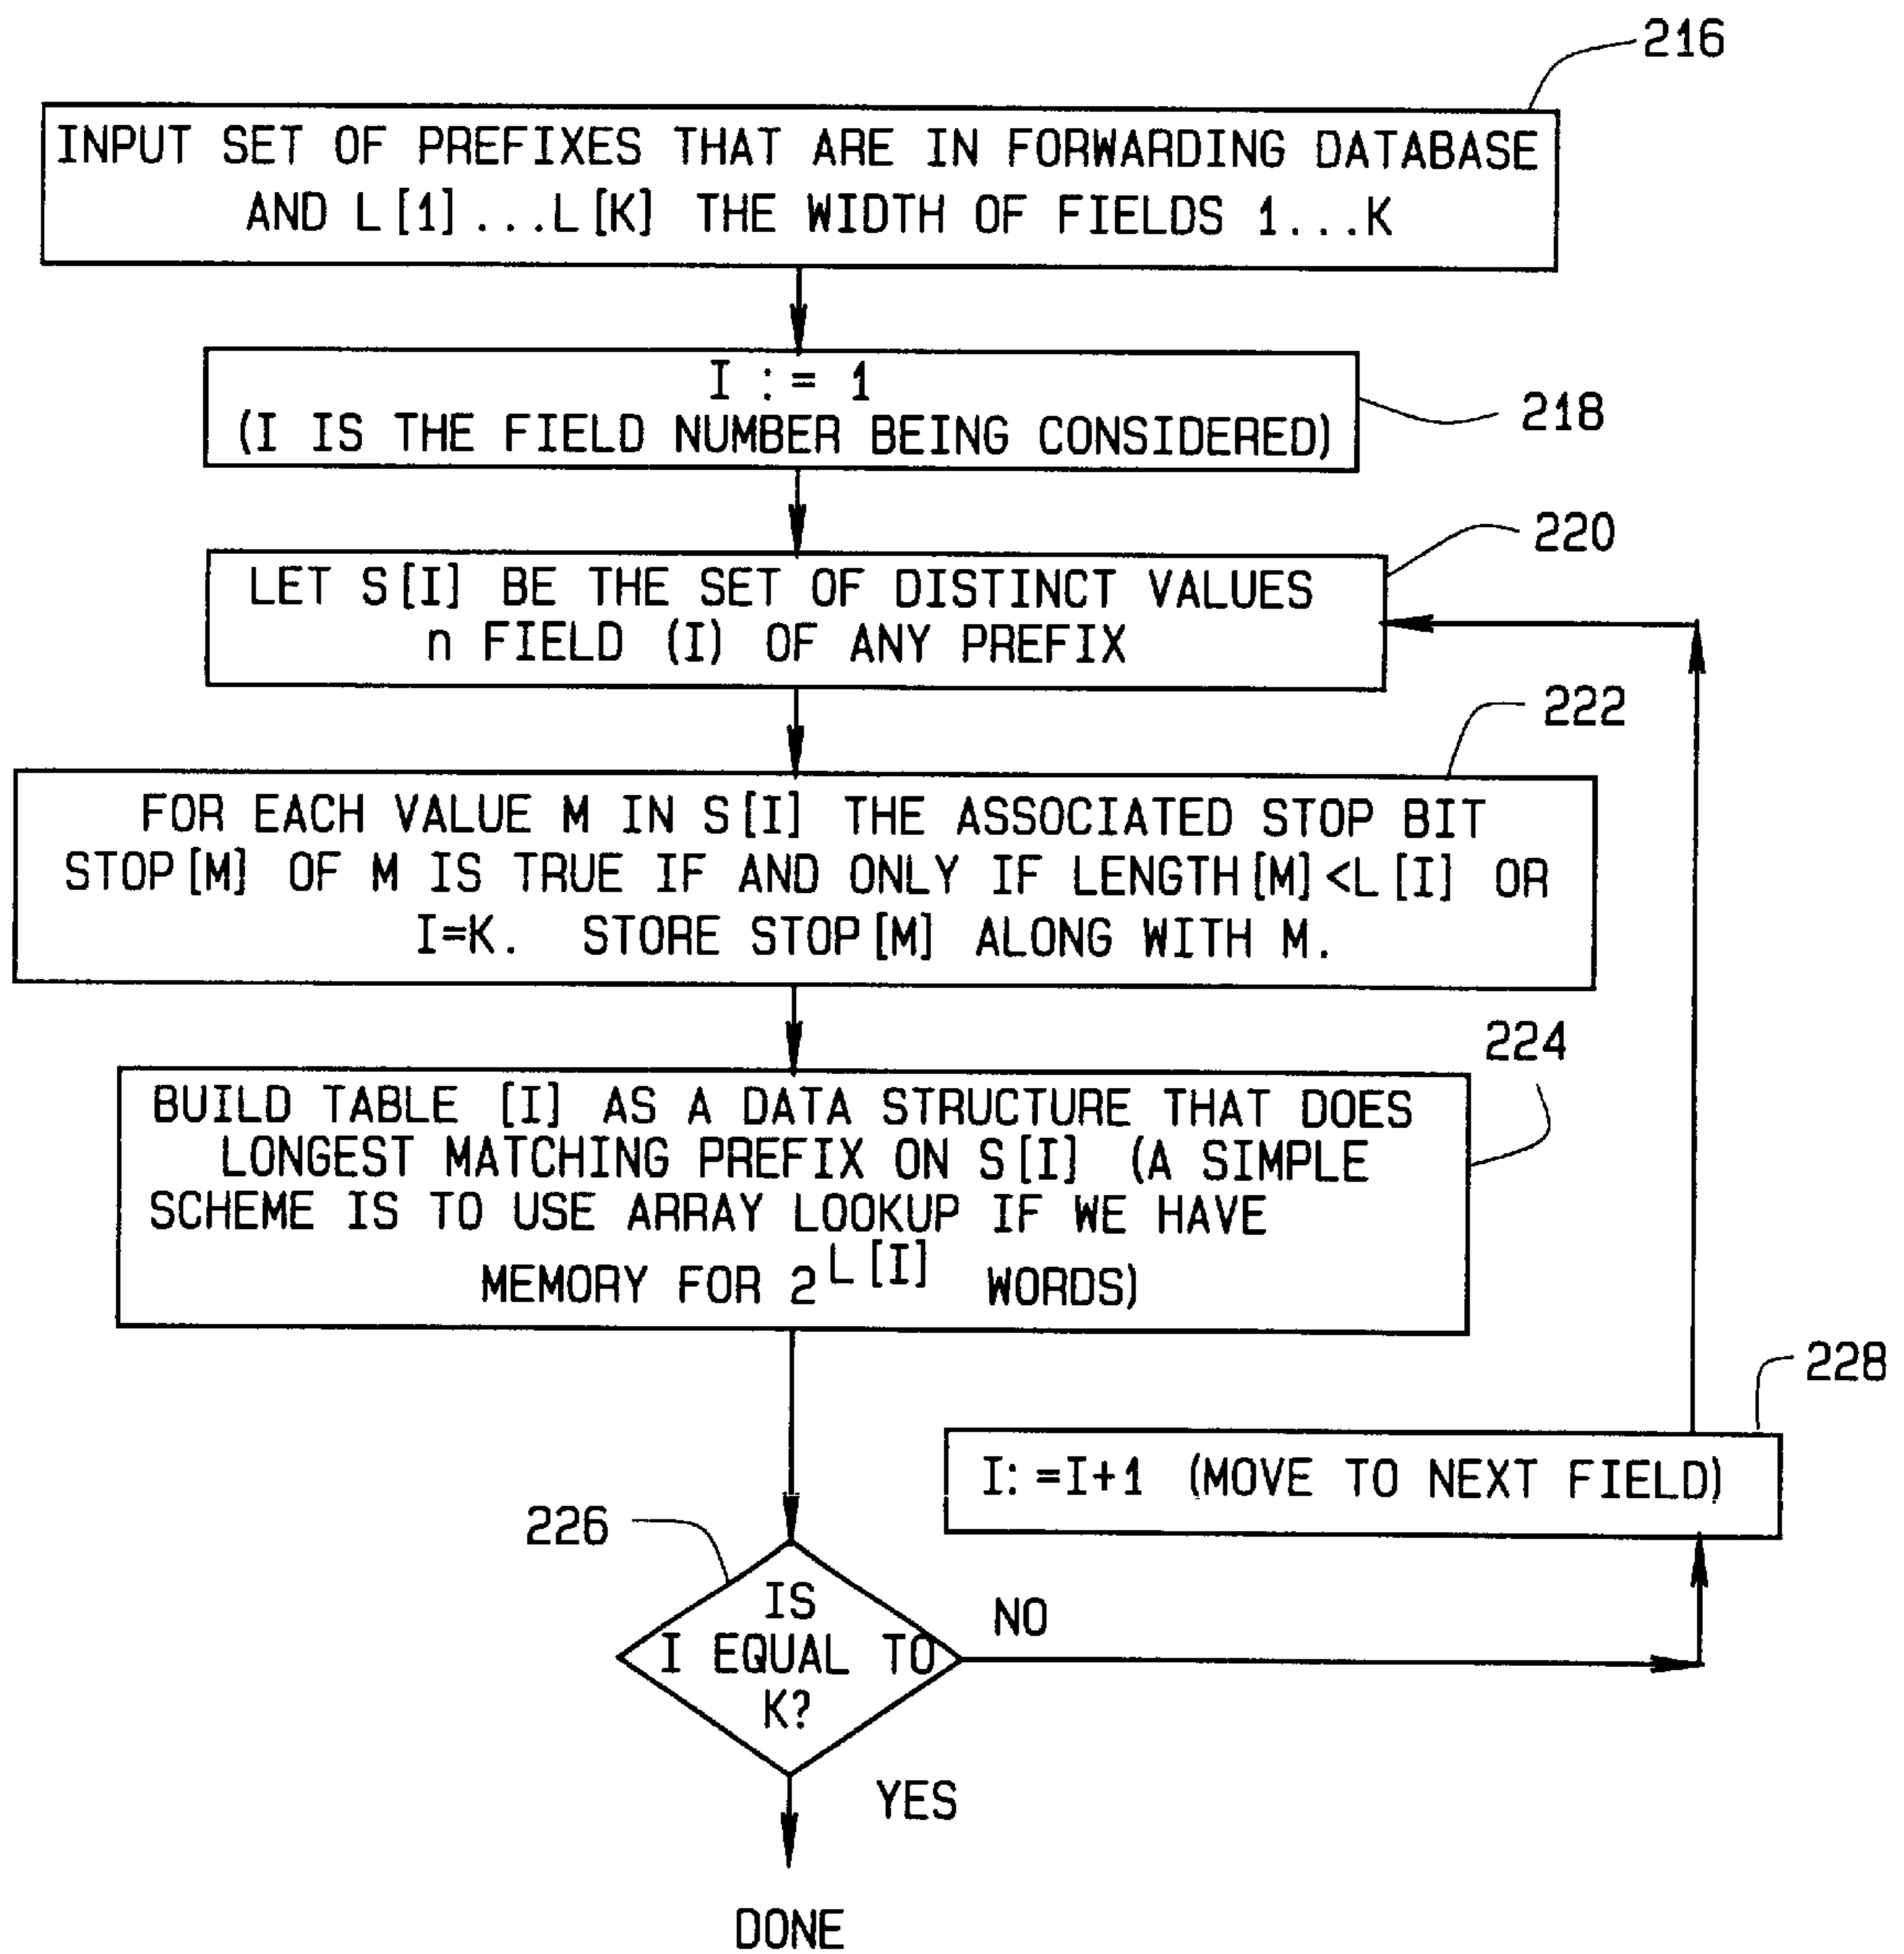 216
INPUT SET OF PREFIXES THAT ARE IN FORWARDING DATABASE
AND L[1]...L[K] THE WIDTH OF FIELDS 1...K
I := 1
(I IS THE FIELD NUMBER BEING CONSIDERED)
218
220
LET S[I] BE THE SET OF DISTINCT VALUES
n FIELD (I) OF ANY PREFIX
222
FOR EACH VALUE M IN S[I] THE ASSOCIATED STOP BIT
STOP[M] OF M IS TRUE IF AND ONLY IF LENGTH[M]<L[I] OR
I=K. STORE STOP[M] ALONG WITH M.
224
BUILD TABLE [I] AS A DATA STRUCTURE THAT DOES
LONGEST MATCHING PREFIX ON S[I] (A SIMPLE
SCHEME IS TO USE ARRAY LOOKUP IF WE HAVE
MEMORY FOR 2^L[I] WORDS)
228
I:=I+1 (MOVE TO NEXT FIELD)
226
IS
I EQUAL TO
K?
NO
YES
DONE